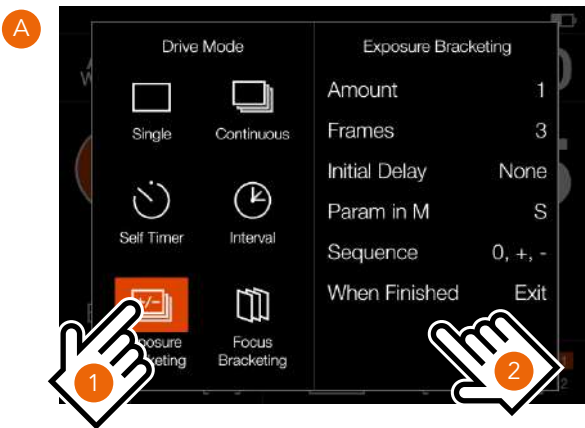 A
Drive Mode
Exposure Bracketing
Single
Continuous
Self Timer
Interval
+/-
Focus
Bracketing
Amount 1
Frames 3
Initial Delay None
Param in M S
Sequence 0, +, -
When Finished Exit
1
2